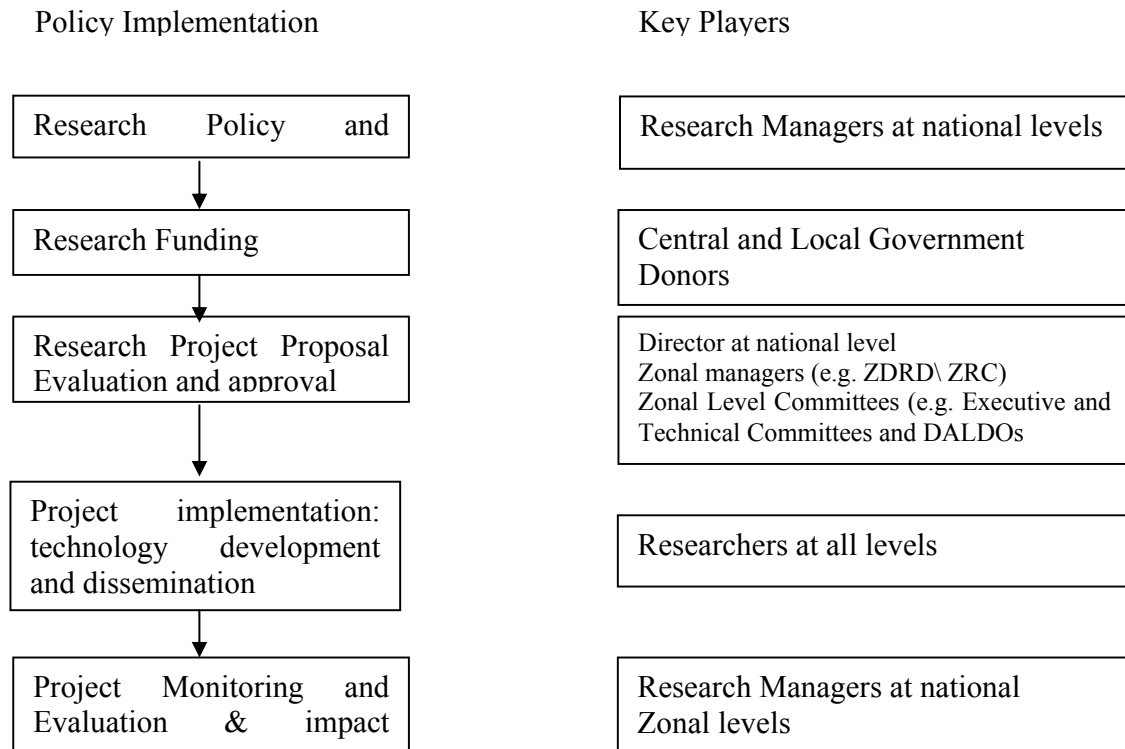 Policy Implementation
Key Players
Research Policy and
Research Managers at national levels
Research Funding
Central and Local Government
Donors
Research Project Proposal
Evaluation and approval
Director at national level
Zonal managers (e.g. ZDRD\ ZRC)
Zonal Level Committees (e.g. Executive and
Technical Committees and DALDOs
Project implementation:
technology development
and dissemination
Researchers at all levels
Project Monitoring and
Evaluation & impact
Research Managers at national
Zonal levels